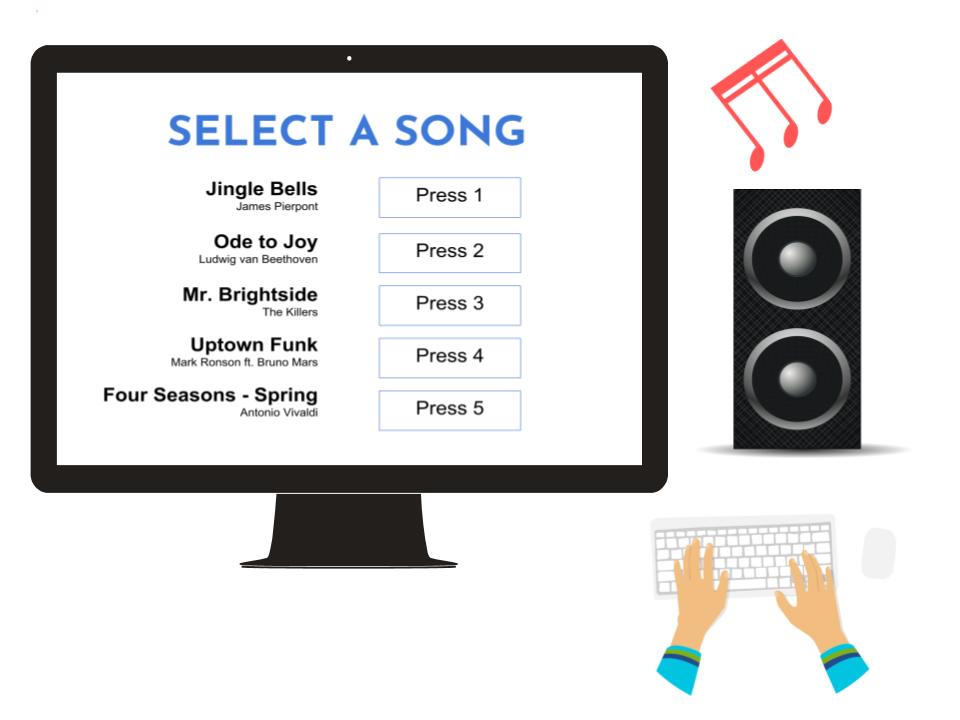 SELECT A SONG
Jingle Bells
James Pierpont
Press 1
Ode to Joy
Ludwig van Beethoven
Press 2
Mr. Brightside
The Killers
Press 3
Uptown Funk
Mark Ronson ft. Bruno Mars
Press 4
Four Seasons - Spring
Antonio Vivaldi
Press 5